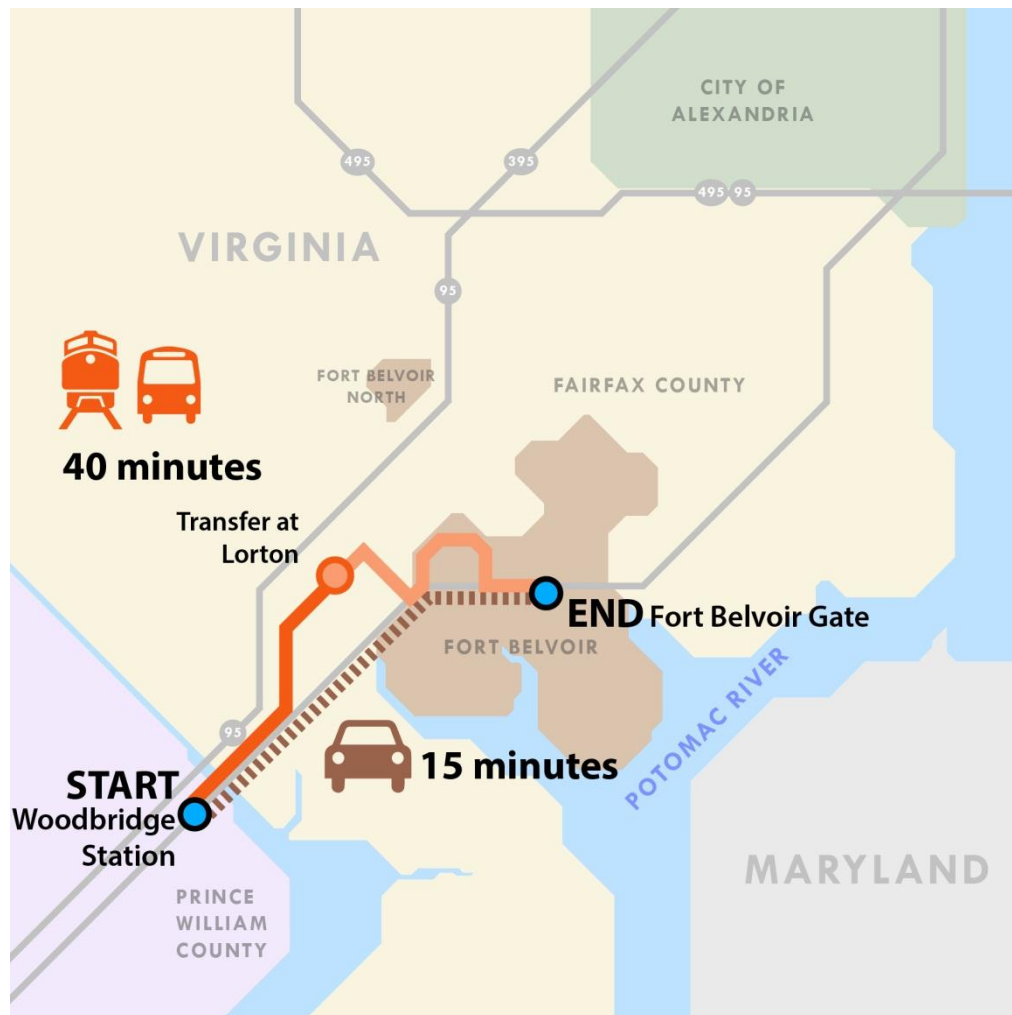 CITY OF
ALEXANDRIA
495
395
495 95
VIRGINIA
95
FORT BELVOIR
NORTH
FAIRFAX COUNTY
40 minutes
Transfer at
Lorton
END Fort Belvoir Gate
FORT BELVOIR
POTOMAC RIVER
95
15 minutes
START
Woodbridge
Station
MARYLAND
PRINCE
WILLIAM
COUNTY